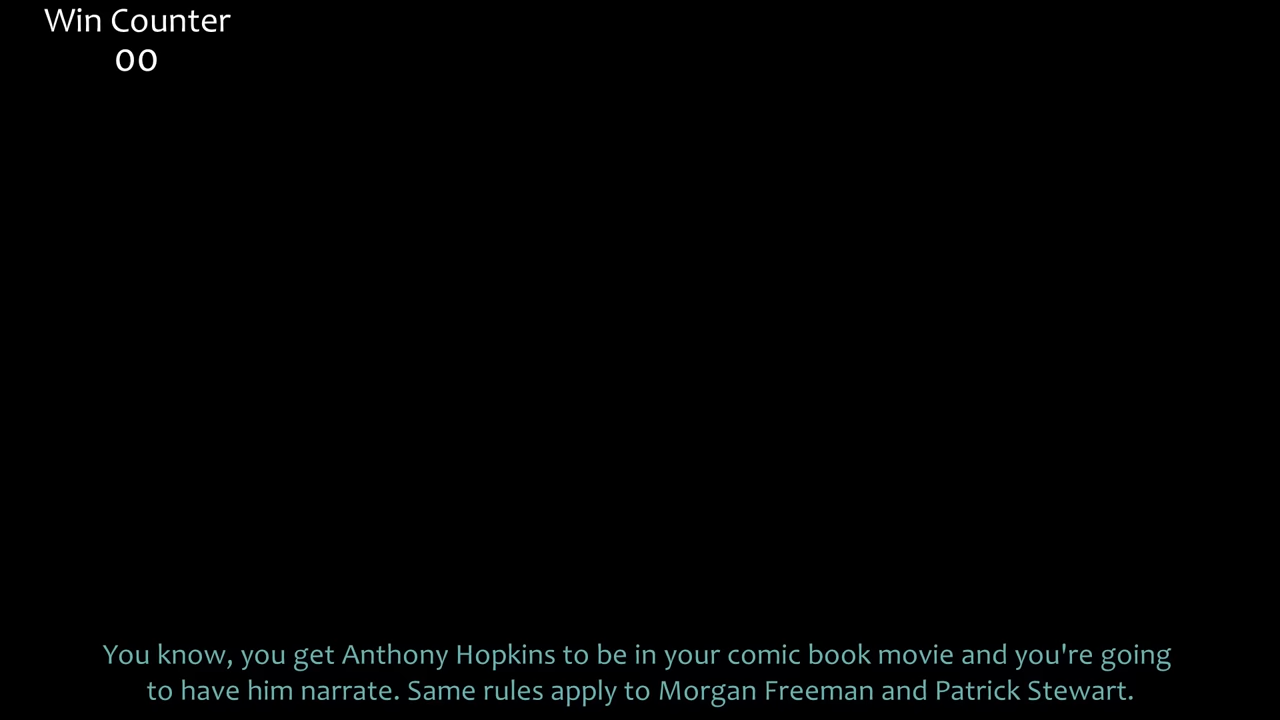 Win Counter
00
You know, you get Anthony Hopkins to be in your comic book movie and you're going
to have him narrate. Same rules apply to Morgan Freeman and Patrick Stewart.